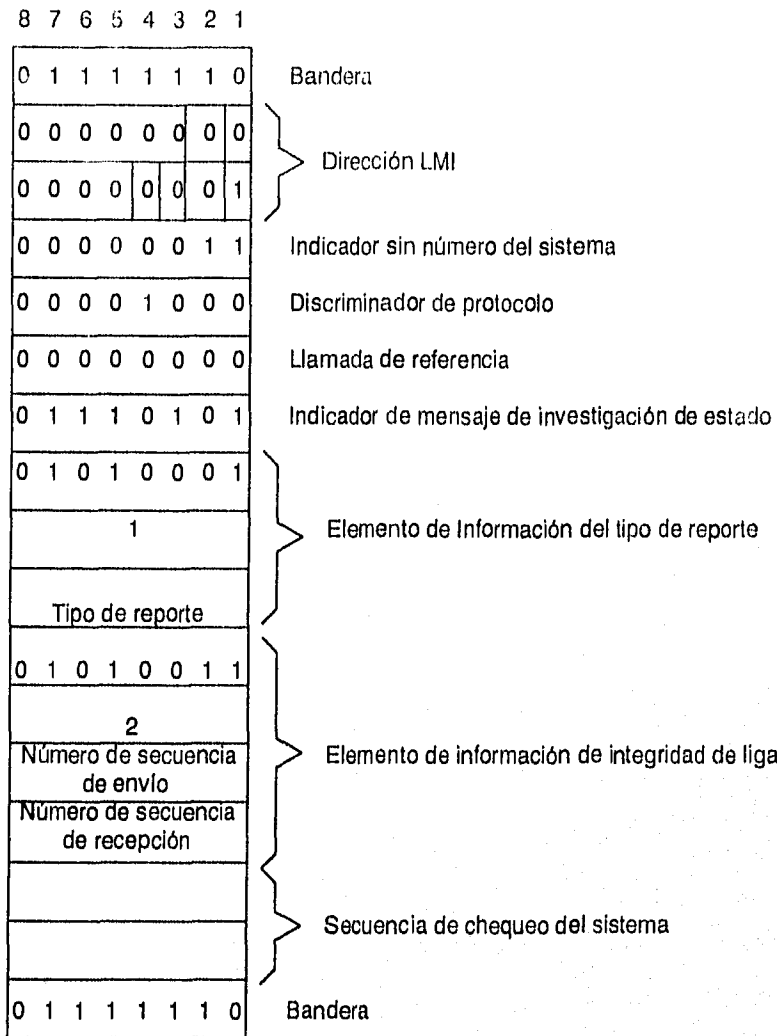 8 7 6 5 4 3 2 1
0 1 1 1 1 1 1 0 Bandera
0 0 0 0 0 0 0 0
Dirección LMI
0 0 0 0 0 0 0 1
0 0 0 0 0 0 1 1 Indicador sin número del sistema
0 0 0 0 1 0 0 0 Discriminador de protocolo
0 0 0 0 0 0 0 0 Llamada de referencia
0 1 1 1 0 1 0 1 Indicador de mensaje de investigación de estado
0 1 0 1 0 0 0 1
1 Elemento de Información del tipo de reporte
Tipo de reporte
0 1 0 1 0 0 1 1
2
Número de secuencia
de envío
Elemento de información de integridad de liga
Número de secuencia
de recepción
Secuencia de chequeo del sistema
0 1 1 1 1 1 1 0 Bandera